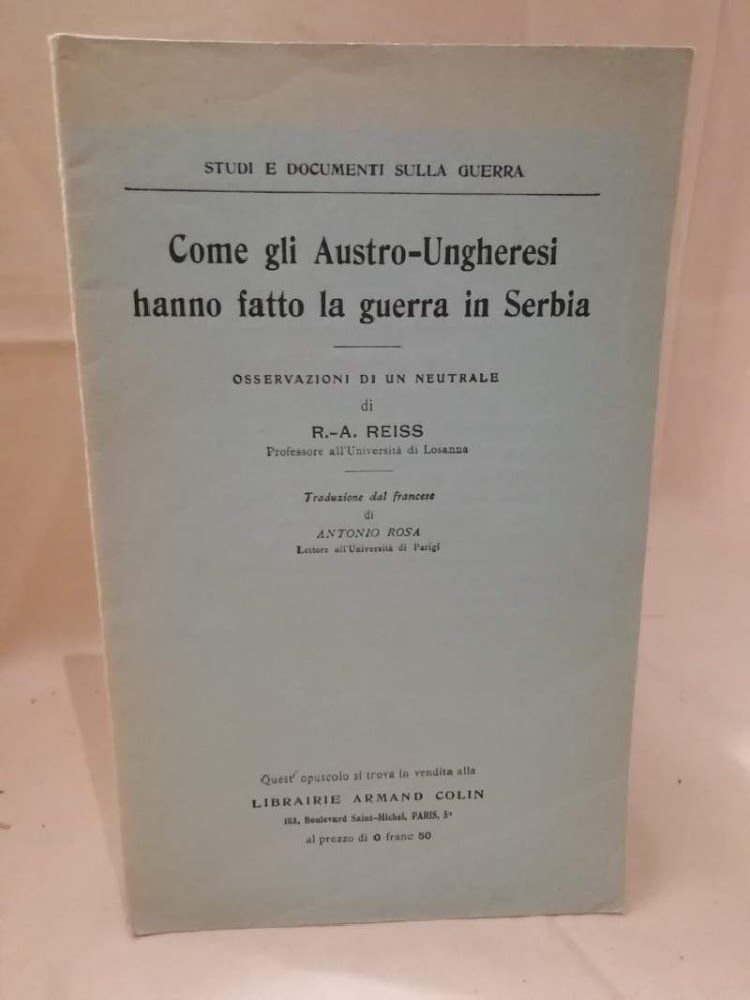 STUDI E DOCUMENTI SULLA GUERRA
Come gli Austro-Ungheresi
hanno fatto la guerra in Serbia
OSSERVAZIONI DI UN NEUTRALE
di
R.-A. REISS
Professore all'Università di Losanna
Traduzione dal francese
di
ANTONIO ROSA
Lettore all'Università di Parigi
Quest' opuscolo si trova in vendita alla
LIBRAIRIE ARMAND COLIN
103, Boulevard Saint-Michel, PARIS, 5e
al prezzo di 0 franc 50